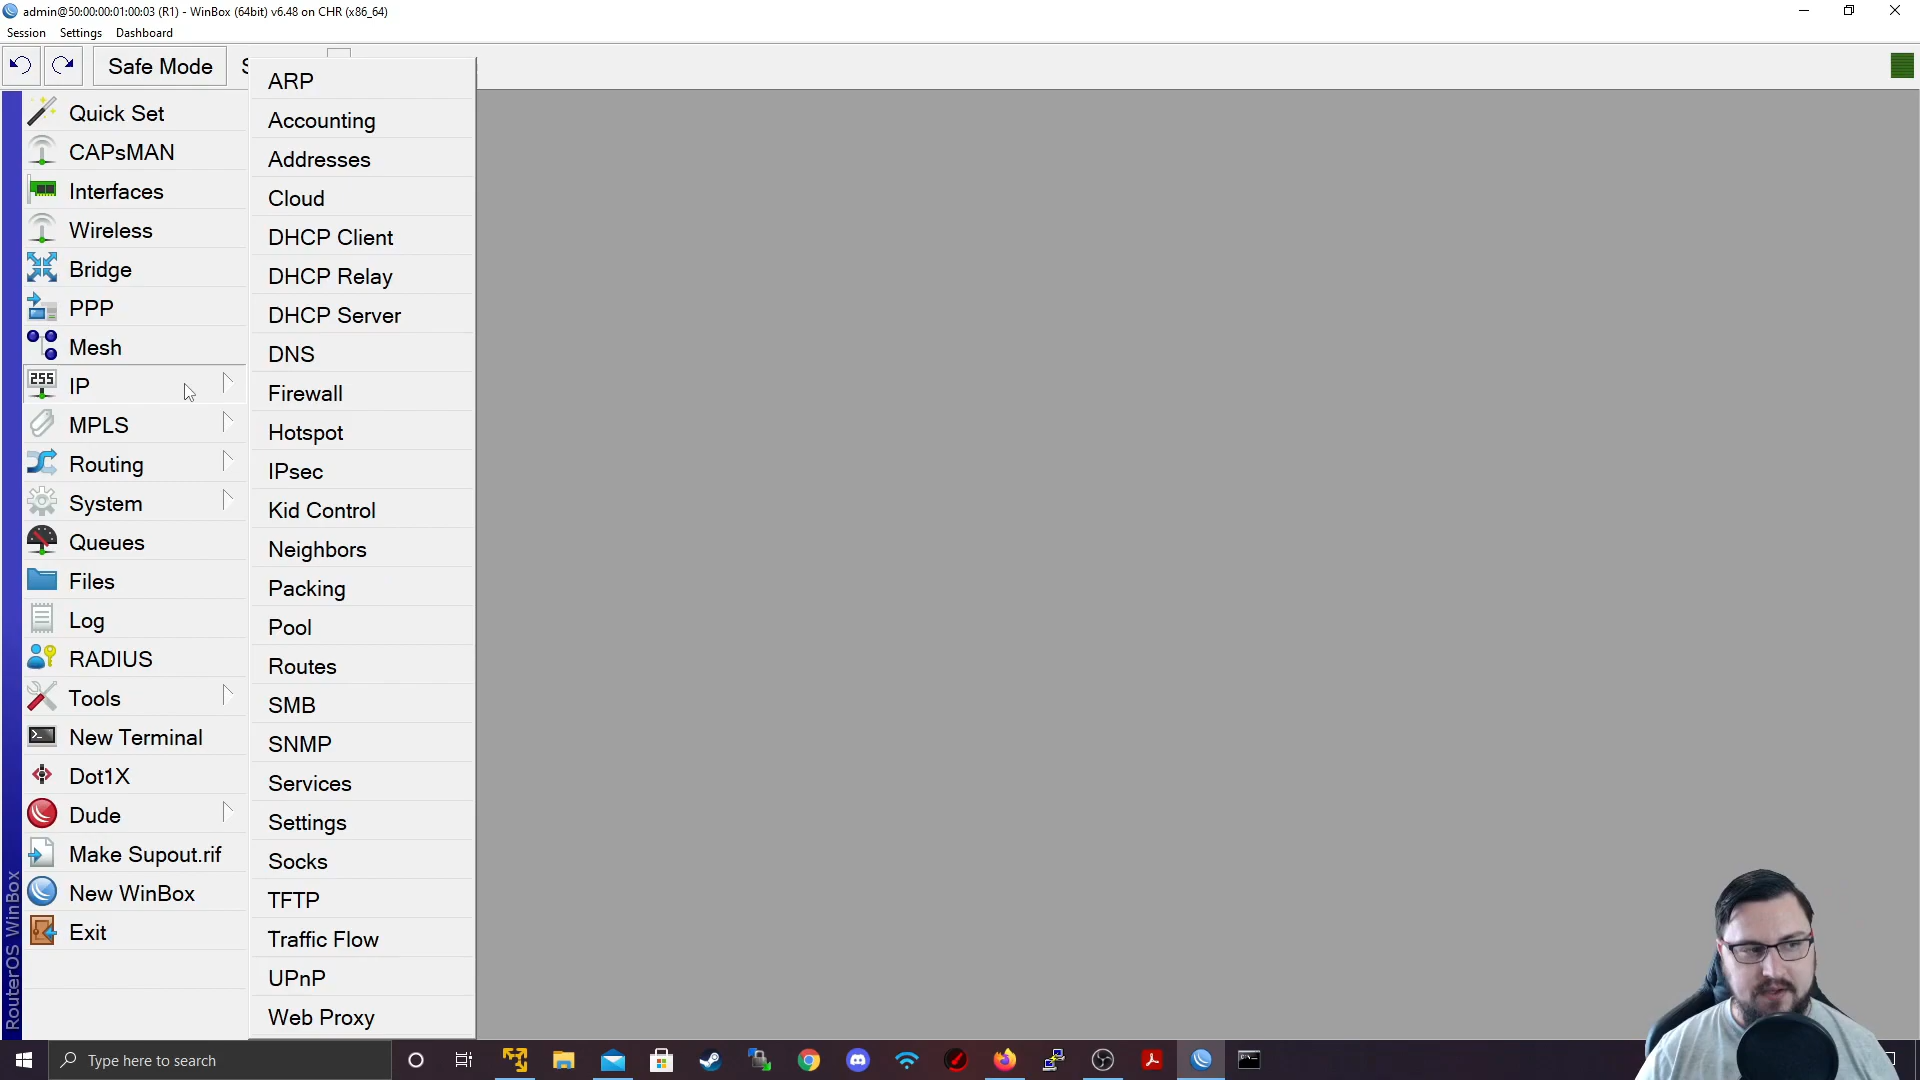 admin@50:00:00:01:00:03 (R1) - WinBox (64bit) v6.48 on CHR (x86_64)
Session Settings Dashboard
Safe Mode
Quick Set
CAPsMAN
Interfaces
Wireless
Bridge
PPP
Mesh
255 IP
MPLS
Routing
System
Queues
Files
Log
RADIUS
Tools
New Terminal
Dot1X
Dude
Make Supout.rif
New WinBox
Exit
RouterOS WinBox
ARP
Accounting
Addresses
Cloud
DHCP Client
DHCP Relay
DHCP Server
DNS
Firewall
Hotspot
IPsec
Kid Control
Neighbors
Packing
Pool
Routes
SMB
SNMP
Services
Settings
Socks
TFTP
Traffic Flow
UPnP
Web Proxy
Type here to search